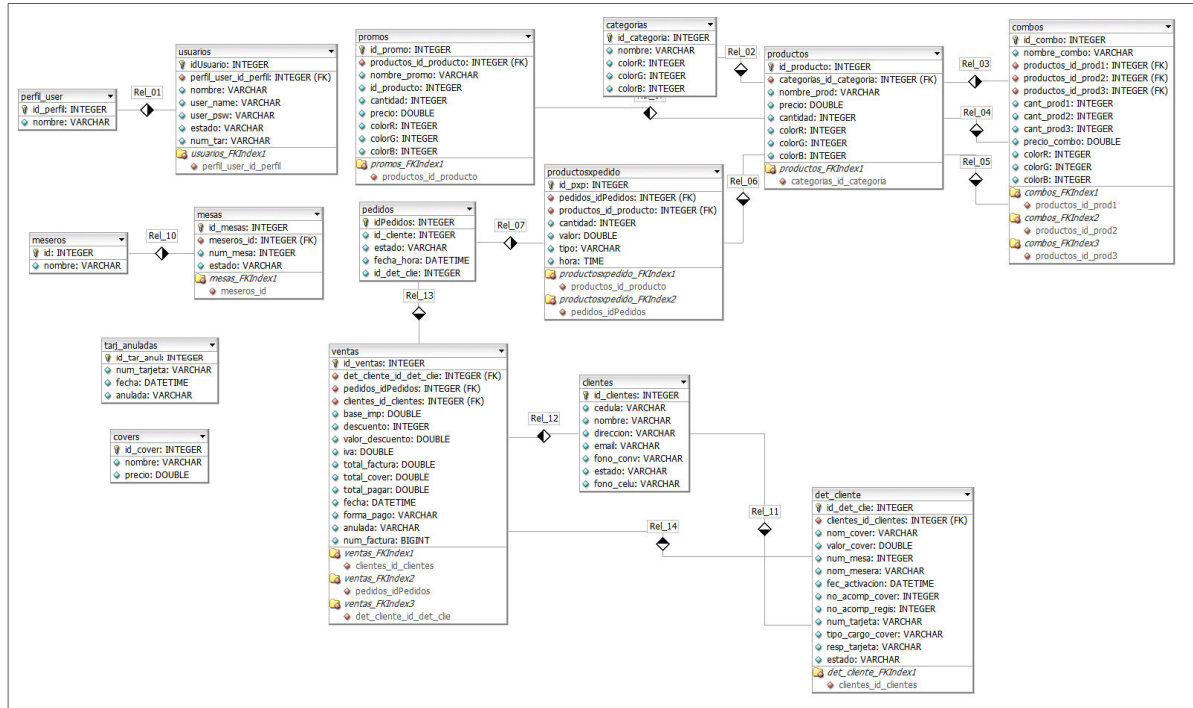 perfil_user
id_perfil: INTEGER
nombre: VARCHAR
Rel_01
usuarios
idUsuario: INTEGER
perfil_user_id_perfil: INTEGER (FK)
nombre: VARCHAR
user_name: VARCHAR
user_psw: VARCHAR
estado: VARCHAR
num_tar: VARCHAR
usuarios_FKIndex1
perfil_user_id_perfil
promos
id_promo: INTEGER
productos_id_producto: INTEGER (FK)
nombre_promo: VARCHAR
id_producto: INTEGER
cantidad: INTEGER
precio: DOUBLE
colorR: INTEGER
colorG: INTEGER
colorB: INTEGER
promos_FKIndex1
productos_id_producto
categorias
id_categoria: INTEGER
nombre: VARCHAR
colorR: INTEGER
colorG: INTEGER
colorB: INTEGER
Rel_02
productos
id_producto: INTEGER
categorias_id_categoria: INTEGER (FK)
nombre_prod: VARCHAR
precio: DOUBLE
cantidad: INTEGER
colorR: INTEGER
colorG: INTEGER
colorB: INTEGER
productos_FKIndex1
categorias_id_categoria
Rel_03
Rel_04
Rel_05
combos
id_combo: INTEGER
nombre_combo: VARCHAR
productos_id_prod1: INTEGER (FK)
productos_id_prod2: INTEGER (FK)
productos_id_prod3: INTEGER (FK)
cant_prod1: INTEGER
cant_prod2: INTEGER
cant_prod3: INTEGER
precio_combo: DOUBLE
colorR: INTEGER
colorG: INTEGER
colorB: INTEGER
combos_FKIndex1
productos_id_prod1
combos_FKIndex2
productos_id_prod2
combos_FKIndex3
productos_id_prod3
meseros
id: INTEGER
nombre: VARCHAR
Rel_10
mesas
id_mesas: INTEGER
meseros_id: INTEGER (FK)
num_mesa: INTEGER
estado: VARCHAR
mesas_FKIndex1
meseros_id
pedidos
idPedidos: INTEGER
id_cliente: INTEGER
estado: VARCHAR
fecha_hora: DATETIME
id_det_clie: INTEGER
Rel_07
productosxpedido
id_pxp: INTEGER
pedidos_idPedidos: INTEGER (FK)
productos_id_producto: INTEGER (FK)
cantidad: INTEGER
valor: DOUBLE
tipo: VARCHAR
hora: TIME
productosxpedido_FKIndex1
productos_id_producto
productosxpedido_FKIndex2
pedidos_idPedidos
Rel_06
Rel_13
tarj_anuladas
id_tar_anul: INTEGER
num_tarjeta: VARCHAR
fecha: DATETIME
anulada: VARCHAR
covers
id_cover: INTEGER
nombre: VARCHAR
precio: DOUBLE
ventas
id_ventas: INTEGER
det_cliente_id_det_clie: INTEGER (FK)
pedidos_idPedidos: INTEGER (FK)
clientes_id_clientes: INTEGER (FK)
base_imp: DOUBLE
descuento: INTEGER
valor_descuento: DOUBLE
iva: DOUBLE
total_factura: DOUBLE
total_cover: DOUBLE
total_pagar: DOUBLE
fecha: DATETIME
forma_pago: VARCHAR
anulada: VARCHAR
num_factura: BIGINT
ventas_FKIndex1
clientes_id_clientes
ventas_FKIndex2
pedidos_idPedidos
ventas_FKIndex3
det_cliente_id_det_clie
Rel_12
clientes
id_clientes: INTEGER
cedula: VARCHAR
nombre: VARCHAR
direccion: VARCHAR
email: VARCHAR
fono_conv: VARCHAR
estado: VARCHAR
fono_celu: VARCHAR
Rel_14
Rel_11
det_cliente
id_det_clie: INTEGER
clientes_id_clientes: INTEGER (FK)
nom_cover: VARCHAR
valor_cover: DOUBLE
num_mesa: INTEGER
nom_mesera: VARCHAR
fec_activacion: DATETIME
no_acomp_cover: INTEGER
no_acomp_regis: INTEGER
num_tarjeta: VARCHAR
tipo_cargo_cover: VARCHAR
resp_tarjeta: VARCHAR
estado: VARCHAR
det_cliente_FKIndex1
clientes_id_clientes